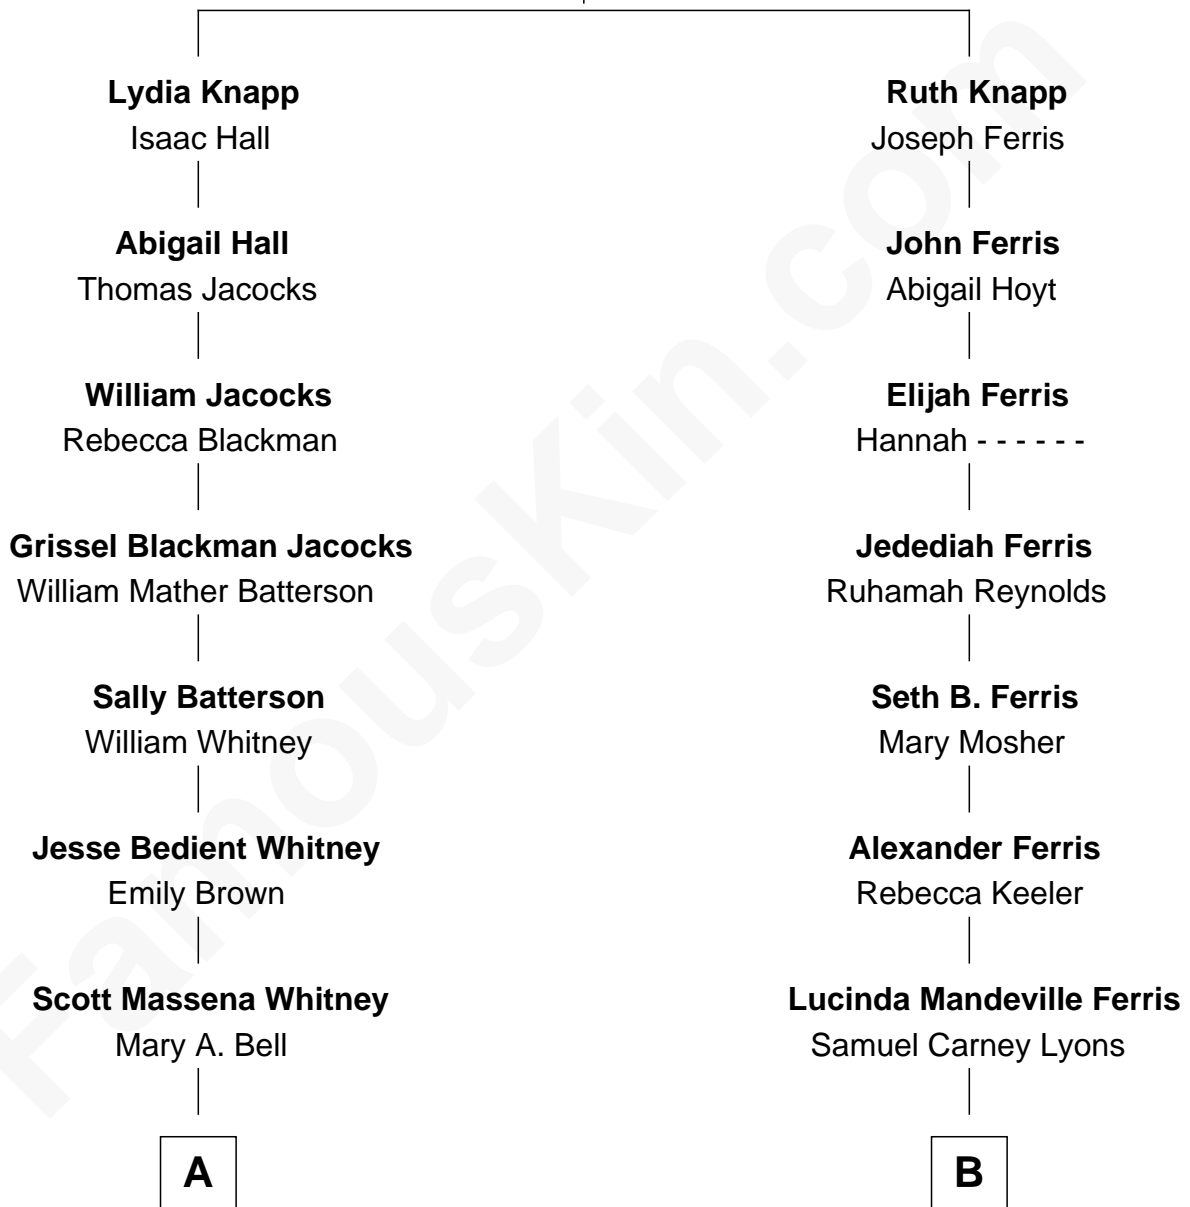 Lydia Knapp
Isaac Hall
Abigail Hall
Thomas Jacocks
William Jacocks
Rebecca Blackman
Grissel Blackman Jacocks
William Mather Batterson
Sally Batterson
William Whitney
Jesse Bedient Whitney
Emily Brown
Scott Massena Whitney
Mary A. Bell
A
Ruth Knapp
Joseph Ferris
John Ferris
Abigail Hoyt
Elijah Ferris
Hannah - - - - - -
Jedediah Ferris
Ruhamah Reynolds
Seth B. Ferris
Mary Mosher
Alexander Ferris
Rebecca Keeler
Lucinda Mandeville Ferris
Samuel Carney Lyons
B
FamousKin.com